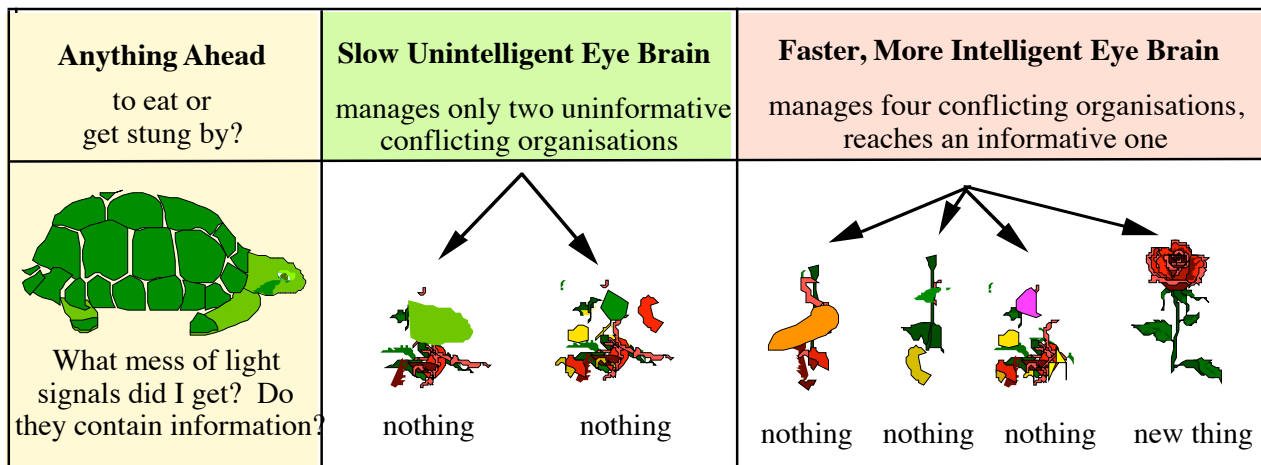 Anything Ahead
to eat or
get stung by?
Slow Unintelligent Eye Brain
manages only two uninformative
conflicting organisations
Faster, More Intelligent Eye Brain
manages four conflicting organisations,
reaches an informative one
What mess of light
signals did I get?  Do
they contain information?
nothing
nothing
nothing
nothing
nothing
new thing